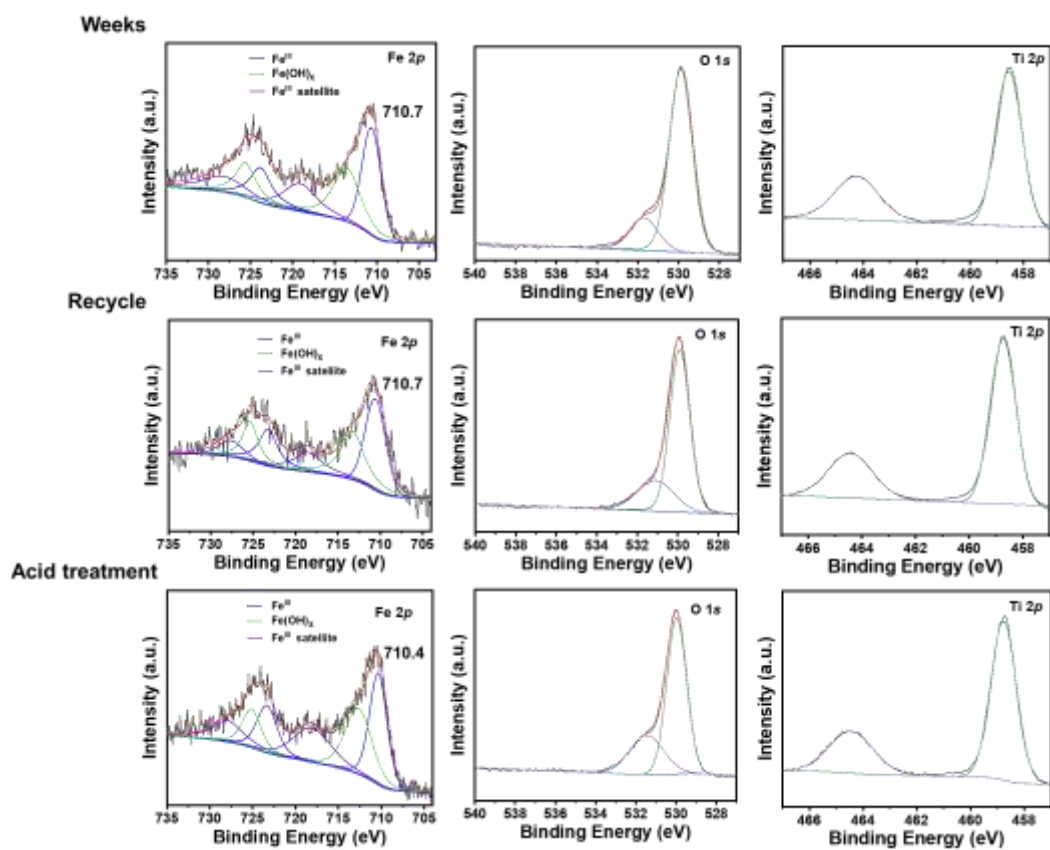 Weeks
Fe 2p
Feᴵᴵᴵ
Fe(OH)ₓ
Feᴵᴵᴵ satellite
710.7
Intensity (a.u.)
735 730 725 720 715 710 705
Binding Energy (eV)
O 1s
Intensity (a.u.)
540 538 536 534 532 530 528
Binding Energy (eV)
Ti 2p
Intensity (a.u.)
466 464 462 460 458
Binding Energy (eV)
Recycle
Fe 2p
Feᴵᴵᴵ
Fe(OH)ₓ
Feᴵᴵᴵ satellite
710.7
Intensity (a.u.)
735 730 725 720 715 710 705
Binding Energy (eV)
O 1s
Intensity (a.u.)
540 538 536 534 532 530 528
Binding Energy (eV)
Ti 2p
Intensity (a.u.)
466 464 462 460 458
Binding Energy (eV)
Acid treatment
Fe 2p
Feᴵᴵᴵ
Fe(OH)ₓ
Feᴵᴵᴵ satellite
710.4
Intensity (a.u.)
735 730 725 720 715 710 705
Binding Energy (eV)
O 1s
Intensity (a.u.)
540 538 536 534 532 530 528
Binding Energy (eV)
Ti 2p
Intensity (a.u.)
466 464 462 460 458
Binding Energy (eV)